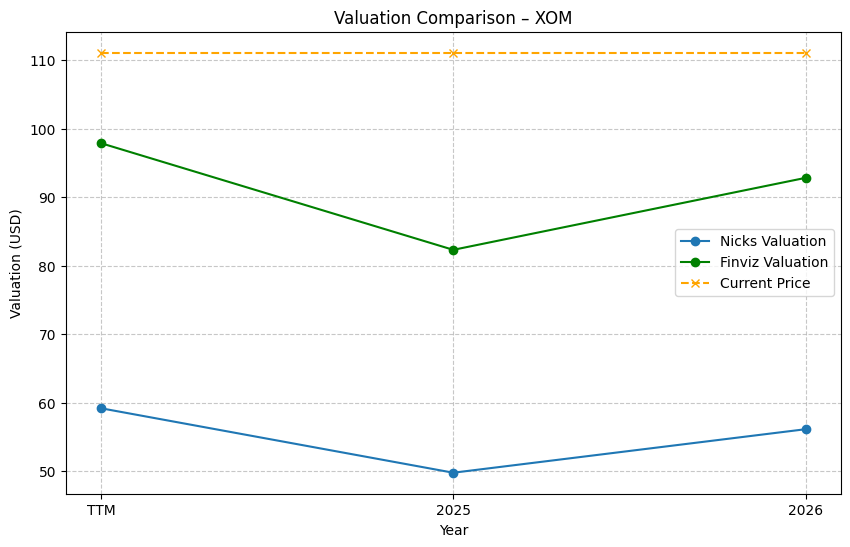 Valuation Comparison – XOM
Valuation (USD)
110
100
90
80
70
60
50
Nicks Valuation
Finviz Valuation
Current Price
TTM
2025
2026
Year